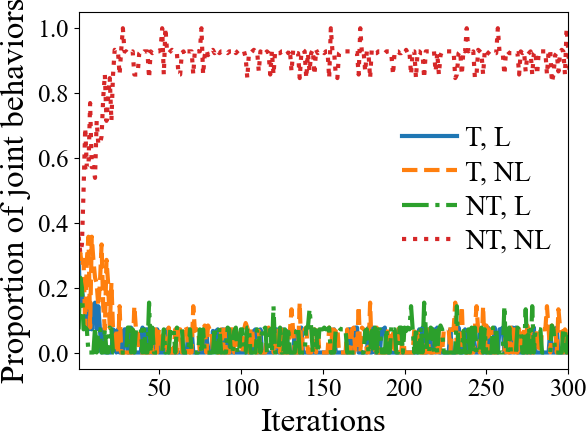 Proportion of joint behaviors
1.0
0.8
0.6
0.4
0.2
0.0
T, L
T, NL
NT, L
NT, NL
50
100
150
200
250
300
Iterations